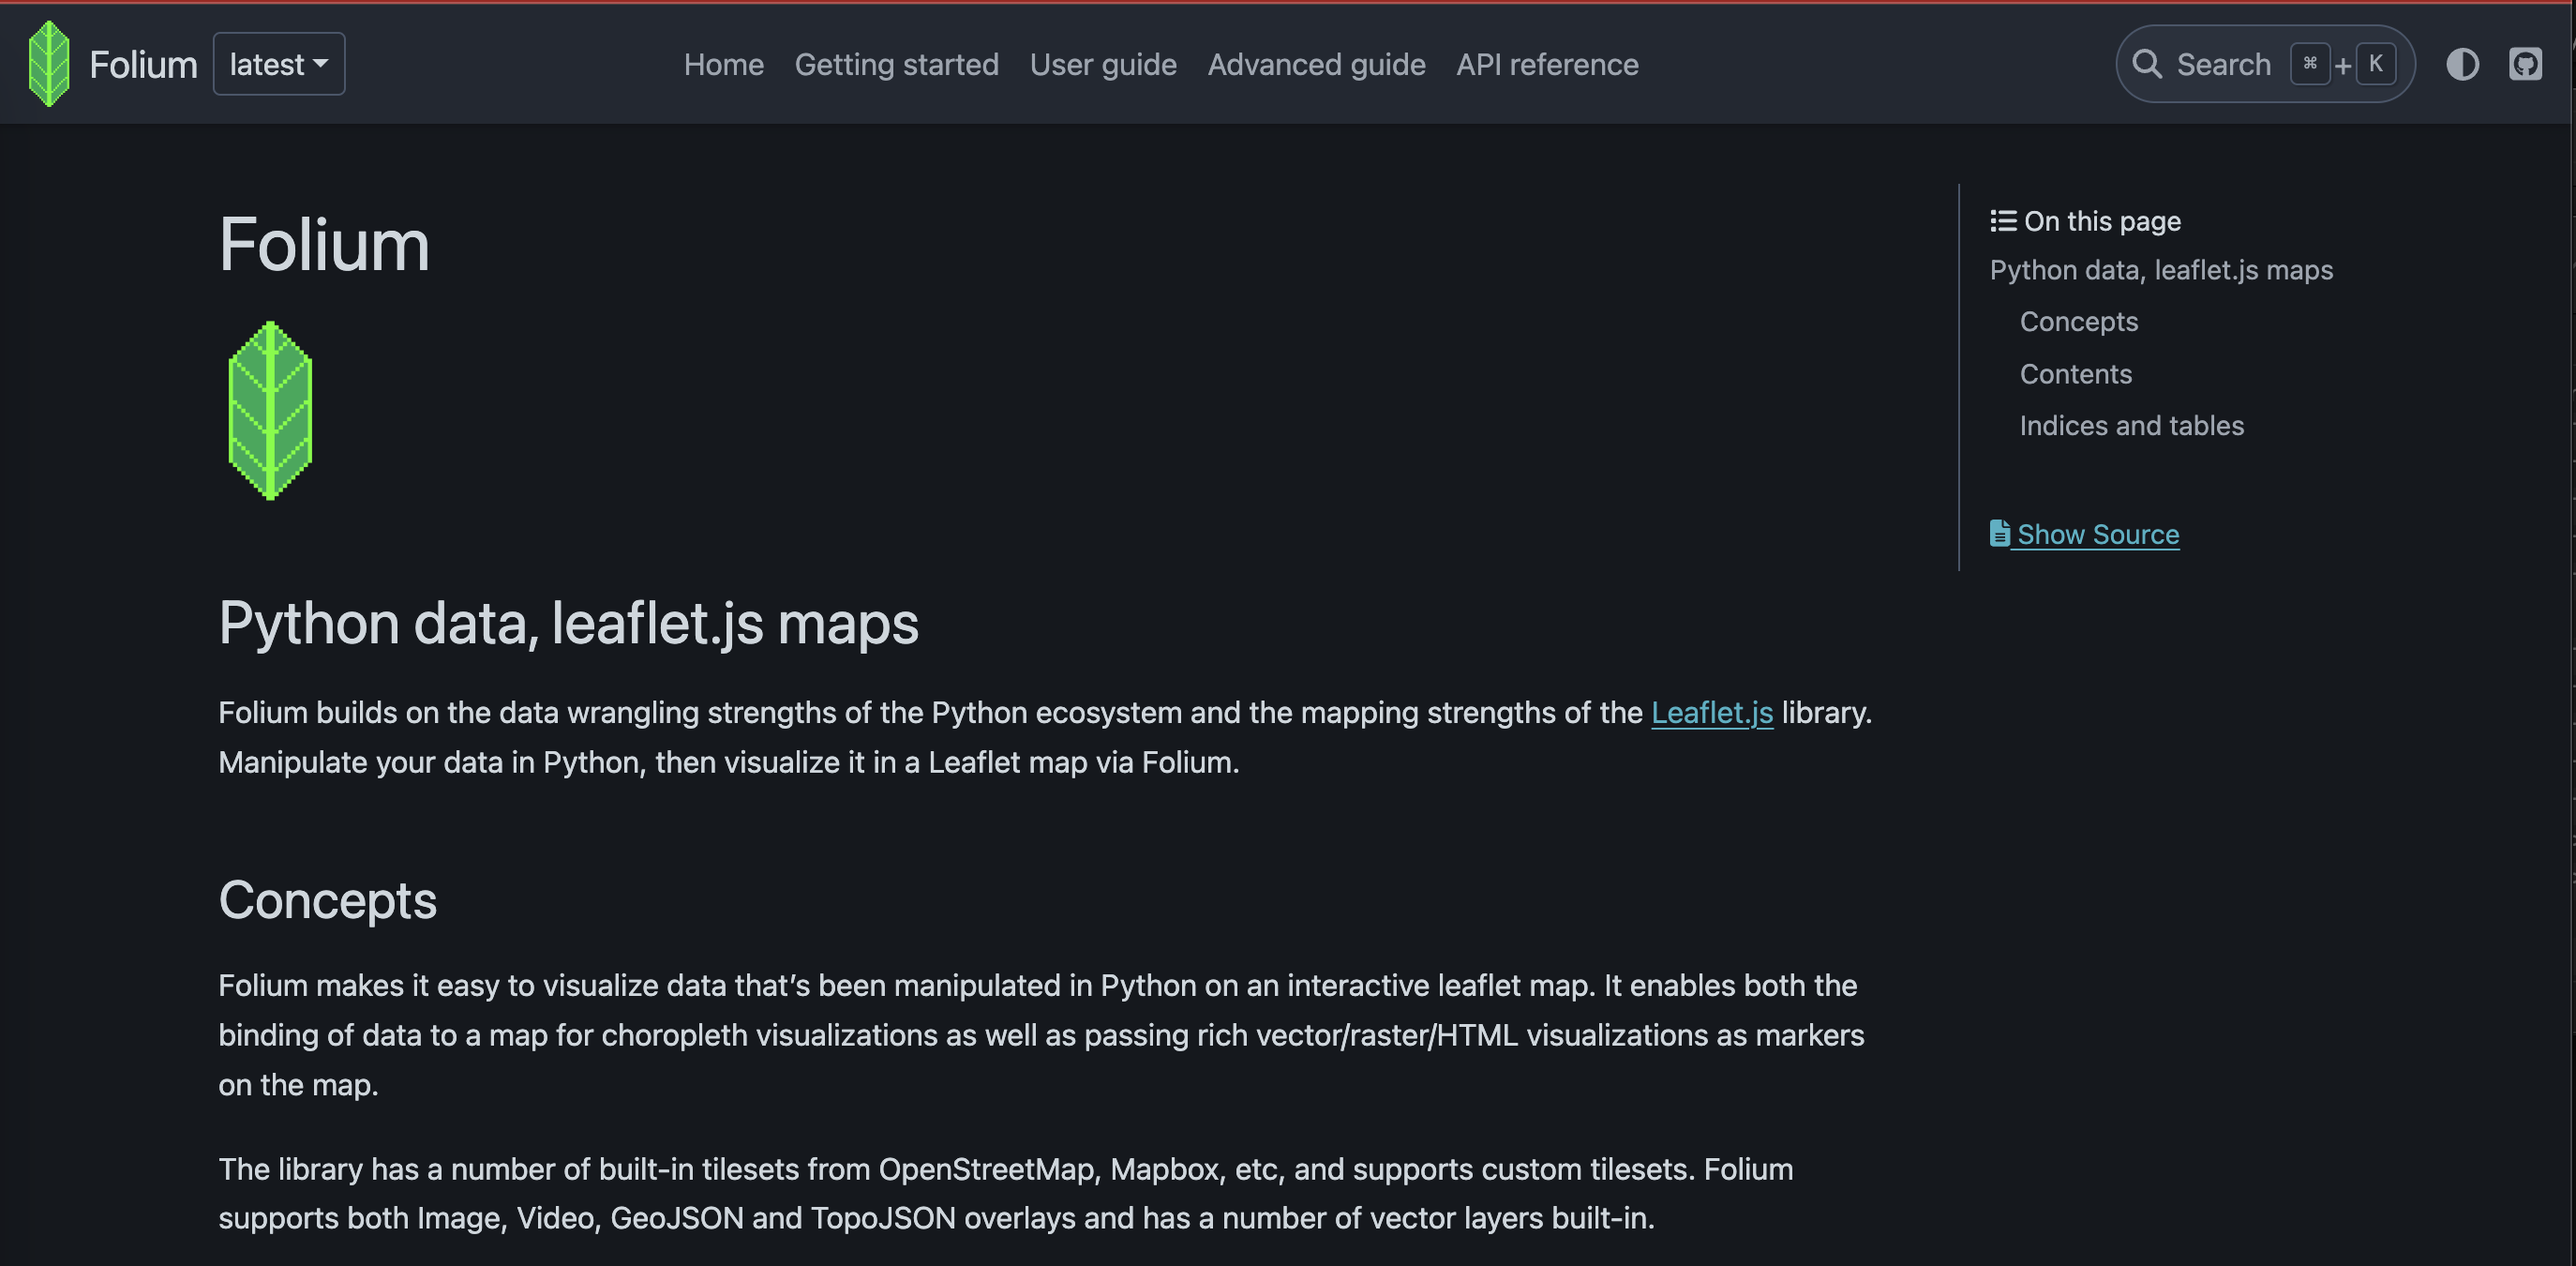 Folium
latest
Home
Getting started
User guide
Advanced guide
API reference
Search ⌘+K
Folium
Python data, leaflet.js maps
Folium builds on the data wrangling strengths of the Python ecosystem and the mapping strengths of the Leaflet.js library.
Manipulate your data in Python, then visualize it in a Leaflet map via Folium.
Concepts
Folium makes it easy to visualize data that’s been manipulated in Python on an interactive leaflet map. It enables both the
binding of data to a map for choropleth visualizations as well as passing rich vector/raster/HTML visualizations as markers
on the map.
The library has a number of built-in tilesets from OpenStreetMap, Mapbox, etc, and supports custom tilesets. Folium
supports both Image, Video, GeoJSON and TopoJSON overlays and has a number of vector layers built-in.
On this page
Python data, leaflet.js maps
Concepts
Contents
Indices and tables
Show Source